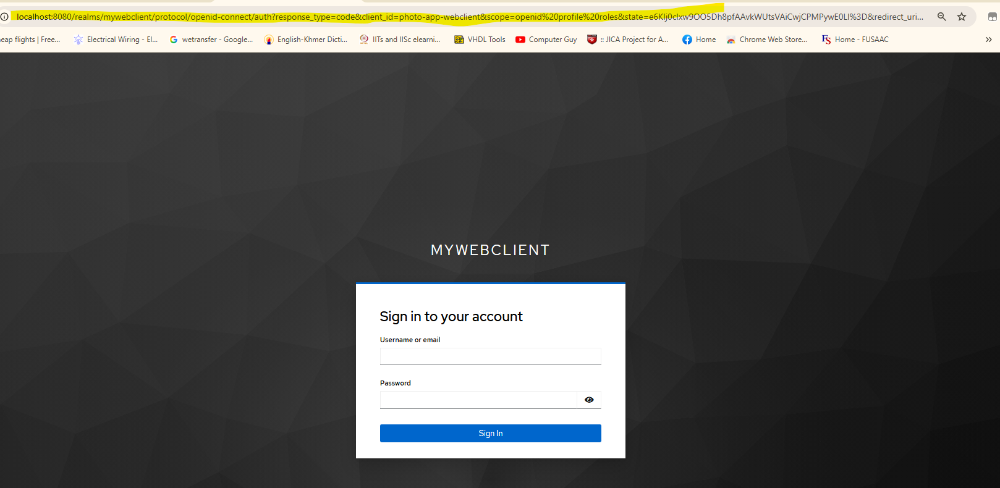 localhost:8080/realms/mywebclient/protocol/openid-connect/auth?response_type=code&client_id=photo-app-webclient&scope=openid%20profile%20roles&state=e6KIj0clxw9OO5Dh8pfAAvkWUtsVAiCwjCPMPywE0LI%3D&redirect_uri...
eap flights | Free... Electrical Wiring - El... wetransfer - Google... English-Khmer Dicti... IITs and IISc elearni... VHDL Tools Computer Guy :: JICA Project for A... Home Chrome Web Store... Home - FUSAAC
MYWEBCLIENT
Sign in to your account
Username or email
Password
Sign In